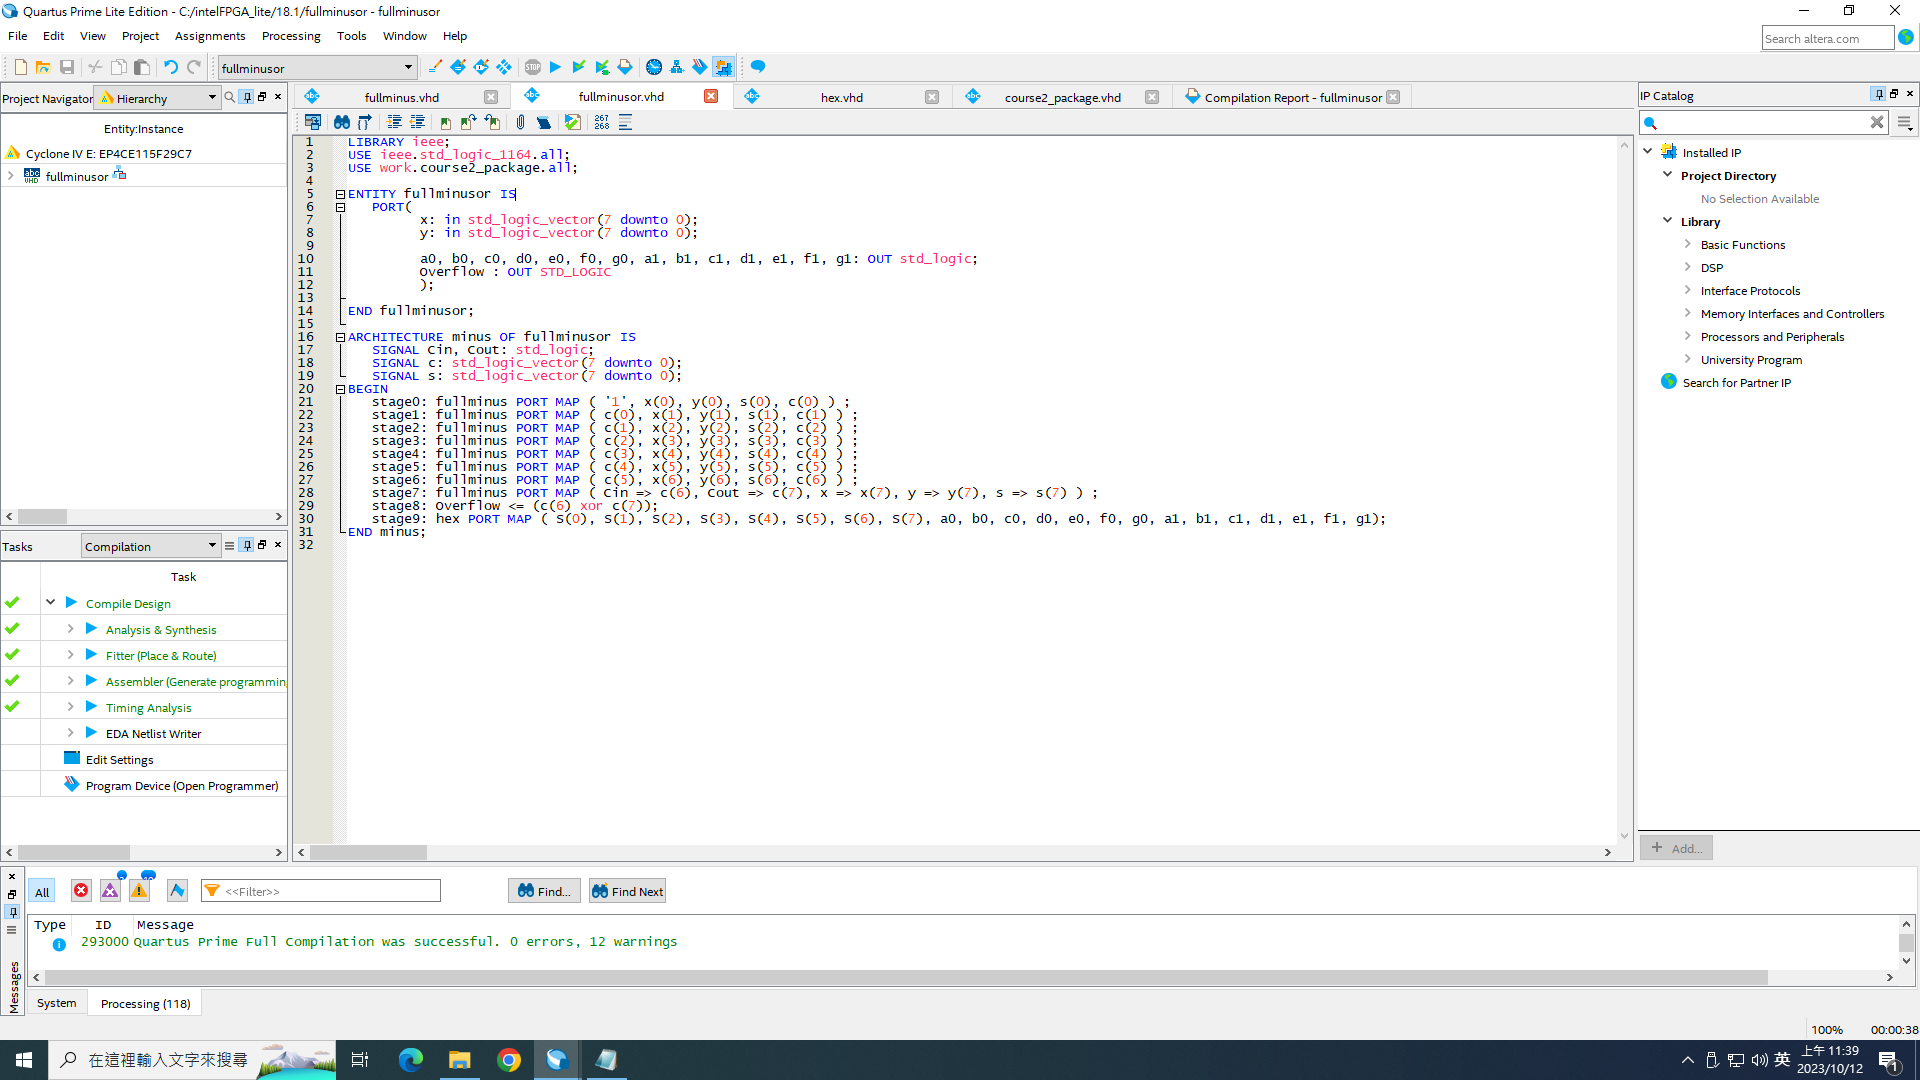 Quartus Prime Lite Edition - C:/intelFPGA_lite/18.1/fullminusor - fullminusor
File Edit View Project Assignments Processing Tools Window Help
Search altera.com
fullminusor
Project Navigator Hierarchy
Entity:Instance
Cyclone IV E: EP4CE115F29C7
fullminusor
Tasks Compilation
Task
Compile Design
Analysis & Synthesis
Fitter (Place & Route)
Assembler (Generate programmin
Timing Analysis
EDA Netlist Writer
Edit Settings
Program Device (Open Programmer)
fullminus.vhd fullminusor.vhd hex.vhd course2_package.vhd Compilation Report - fullminusor
267
268
1 LIBRARY ieee;
2 USE ieee.std_logic_1164.all;
3 USE work.course2_package.all;
4
5 ENTITY fullminusor IS
6 PORT(
7 x: in std_logic_vector(7 downto 0);
8 y: in std_logic_vector(7 downto 0);
9
10 a0, b0, c0, d0, e0, f0, g0, a1, b1, c1, d1, e1, f1, g1: OUT std_logic;
11 Overflow : OUT STD_LOGIC
12 );
13
14 END fullminusor;
15
16 ARCHITECTURE minus OF fullminusor IS
17 SIGNAL Cin, Cout: std_logic;
18 SIGNAL c: std_logic_vector(7 downto 0);
19 SIGNAL s: std_logic_vector(7 downto 0);
20 BEGIN
21 stage0: fullminus PORT MAP ( '1', x(0), y(0), s(0), c(0) ) ;
22 stage1: fullminus PORT MAP ( c(0), x(1), y(1), s(1), c(1) ) ;
23 stage2: fullminus PORT MAP ( c(1), x(2), y(2), s(2), c(2) ) ;
24 stage3: fullminus PORT MAP ( c(2), x(3), y(3), s(3), c(3) ) ;
25 stage4: fullminus PORT MAP ( c(3), x(4), y(4), s(4), c(4) ) ;
26 stage5: fullminus PORT MAP ( c(4), x(5), y(5), s(5), c(5) ) ;
27 stage6: fullminus PORT MAP ( c(5), x(6), y(6), s(6), c(6) ) ;
28 stage7: fullminus PORT MAP ( Cin => c(6), Cout => c(7), x => x(7), y => y(7), s => s(7) ) ;
29 stage8: Overflow <= (c(6) xor c(7));
30 stage9: hex PORT MAP ( S(0), S(1), S(2), S(3), S(4), S(5), S(6), S(7), a0, b0, c0, d0, e0, f0, g0, a1, b1, c1, d1, e1, f1, g1);
31 END minus;
32
IP Catalog
Installed IP
Project Directory
No Selection Available
Library
Basic Functions
DSP
Interface Protocols
Memory Interfaces and Controllers
Processors and Peripherals
University Program
Search for Partner IP
+ Add...
All <<Filter>> Find... Find Next
Type ID Message
293000 Quartus Prime Full Compilation was successful. 0 errors, 12 warnings
Messages
System Processing (118)
100% 00:00:38
在這裡輸入文字來搜尋
英
上午 11:39
2023/10/12
1